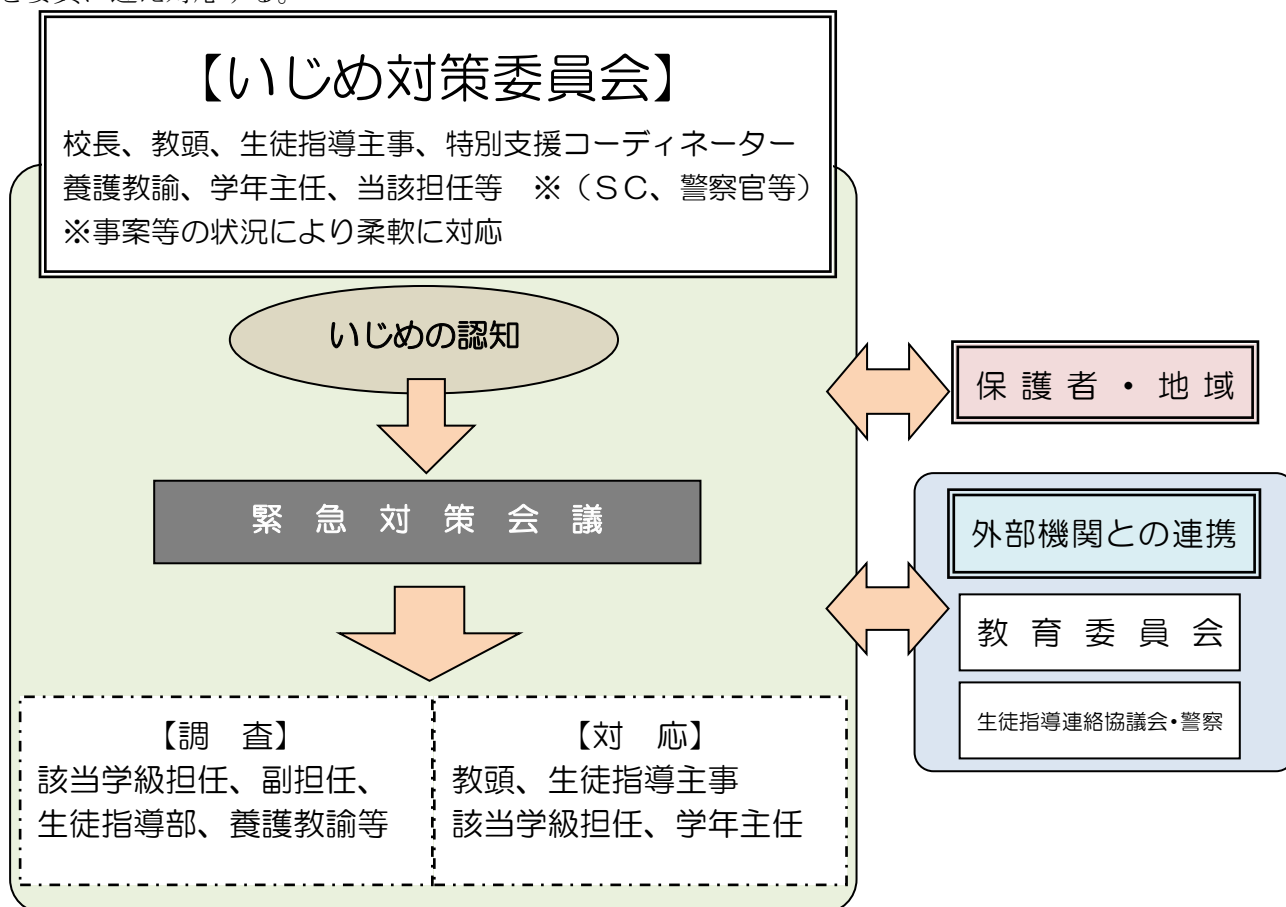 【いじめ対策委員会】
校長、教頭、生徒指導主事、特別支援コーディネーター
養護教諭、学年主任、当該担任等　※（ＳＣ、警察官等）
※事案等の状況により柔軟に対応
いじめの認知
緊 急 対 策 会 議
【調　査】
該当学級担任、副担任、
生徒指導部、養護教諭等
【対　応】
教頭、生徒指導主事
該当学級担任、学年主任
保 護 者 ・ 地 域
外部機関との連携
教 育 委 員 会
生徒指導連絡協議会・警察